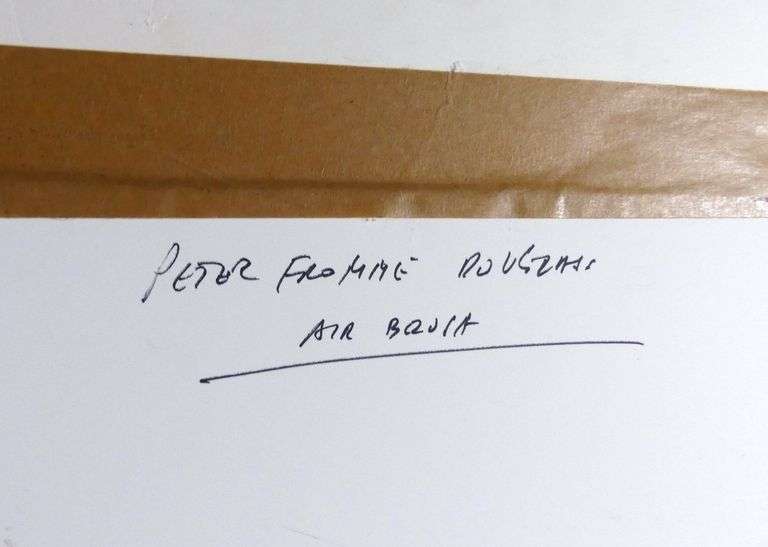 PETER FROMME DOUGLAS.
AIR BRUSH